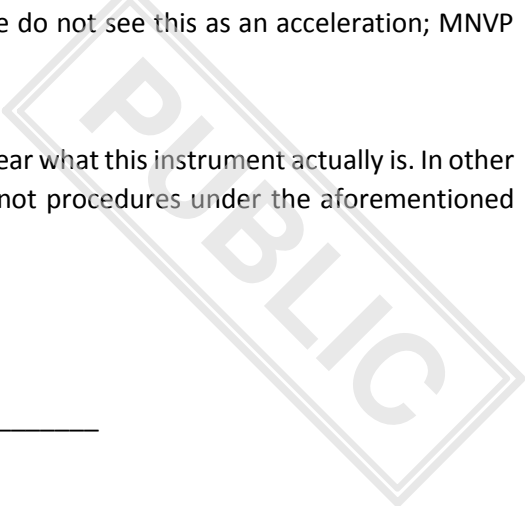 e do not see this as an acceleration; MNVP
ear what this instrument actually is. In other
not procedures under the aforementioned
PUBLIC